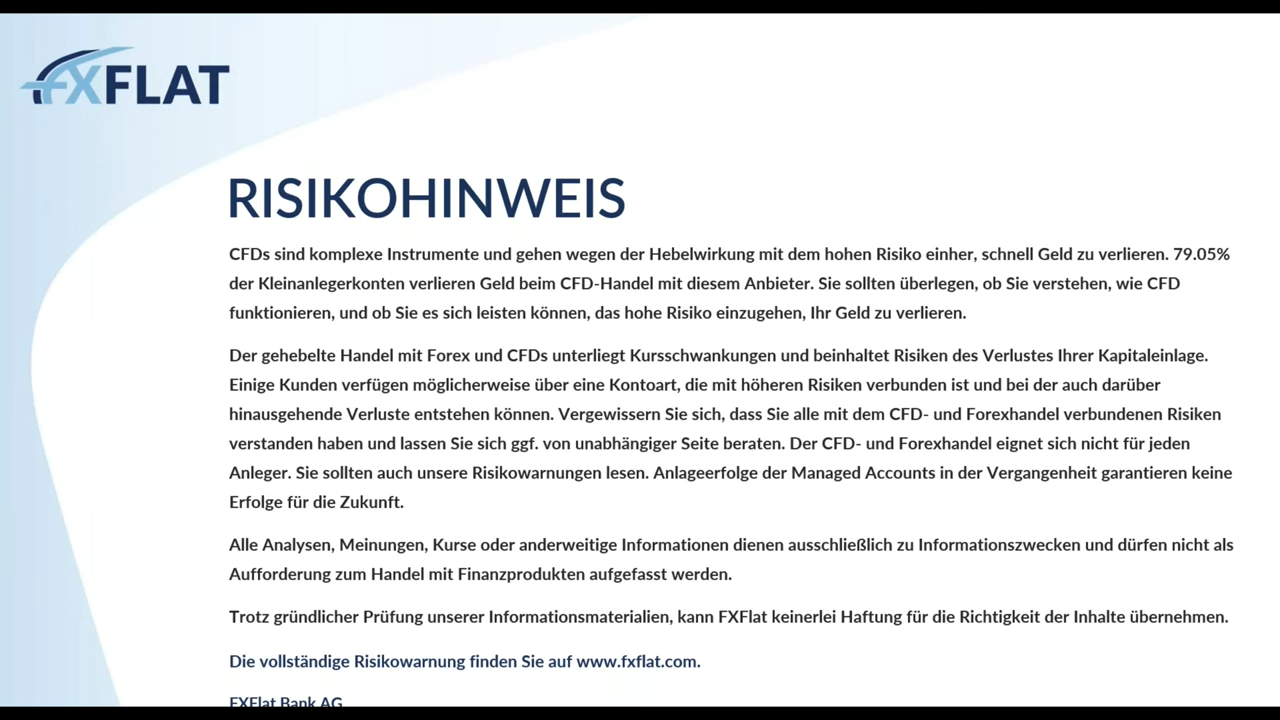 FXFLAT
RISIKOHINWEIS
CFDs sind komplexe Instrumente und gehen wegen der Hebelwirkung mit dem hohen Risiko einher, schnell Geld zu verlieren. 79.05%
der Kleinanlegerkonten verlieren Geld beim CFD-Handel mit diesem Anbieter. Sie sollten überlegen, ob Sie verstehen, wie CFD
funktionieren, und ob Sie es sich leisten können, das hohe Risiko einzugehen, Ihr Geld zu verlieren.
Der gehebelte Handel mit Forex und CFDs unterliegt Kursschwankungen und beinhaltet Risiken des Verlustes Ihrer Kapitaleinlage.
Einige Kunden verfügen möglicherweise über eine Kontoart, die mit höheren Risiken verbunden ist und bei der auch darüber
hinausgehende Verluste entstehen können. Vergewissern Sie sich, dass Sie alle mit dem CFD- und Forexhandel verbundenen Risiken
verstanden haben und lassen Sie sich ggf. von unabhängiger Seite beraten. Der CFD- und Forexhandel eignet sich nicht für jeden
Anleger. Sie sollten auch unsere Risikowarnungen lesen. Anlageerfolge der Managed Accounts in der Vergangenheit garantieren keine
Erfolge für die Zukunft.
Alle Analysen, Meinungen, Kurse oder anderweitige Informationen dienen ausschließlich zu Informationszwecken und dürfen nicht als
Aufforderung zum Handel mit Finanzprodukten aufgefasst werden.
Trotz gründlicher Prüfung unserer Informationsmaterialien, kann FXFlat keinerlei Haftung für die Richtigkeit der Inhalte übernehmen.
Die vollständige Risikowarnung finden Sie auf www.fxflat.com.
FXFlat Bank AG